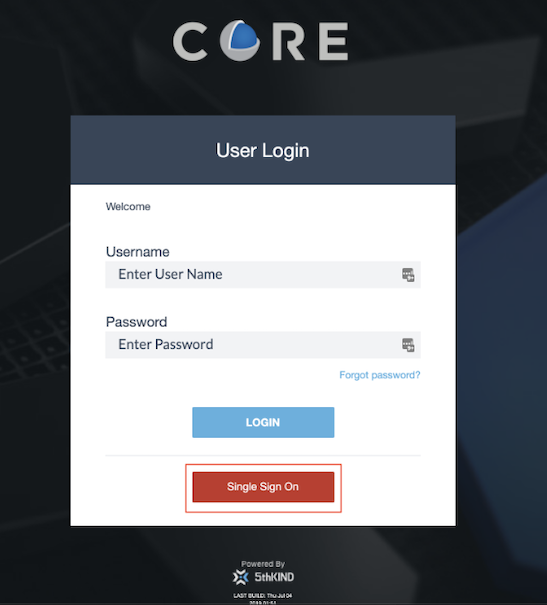 CORE
User Login
Welcome
Username
Enter User Name
Password
Enter Password
Forgot password?
LOGIN
Single Sign On
Powered By
5thKIND
LAST BUILD: Thu Jul 04